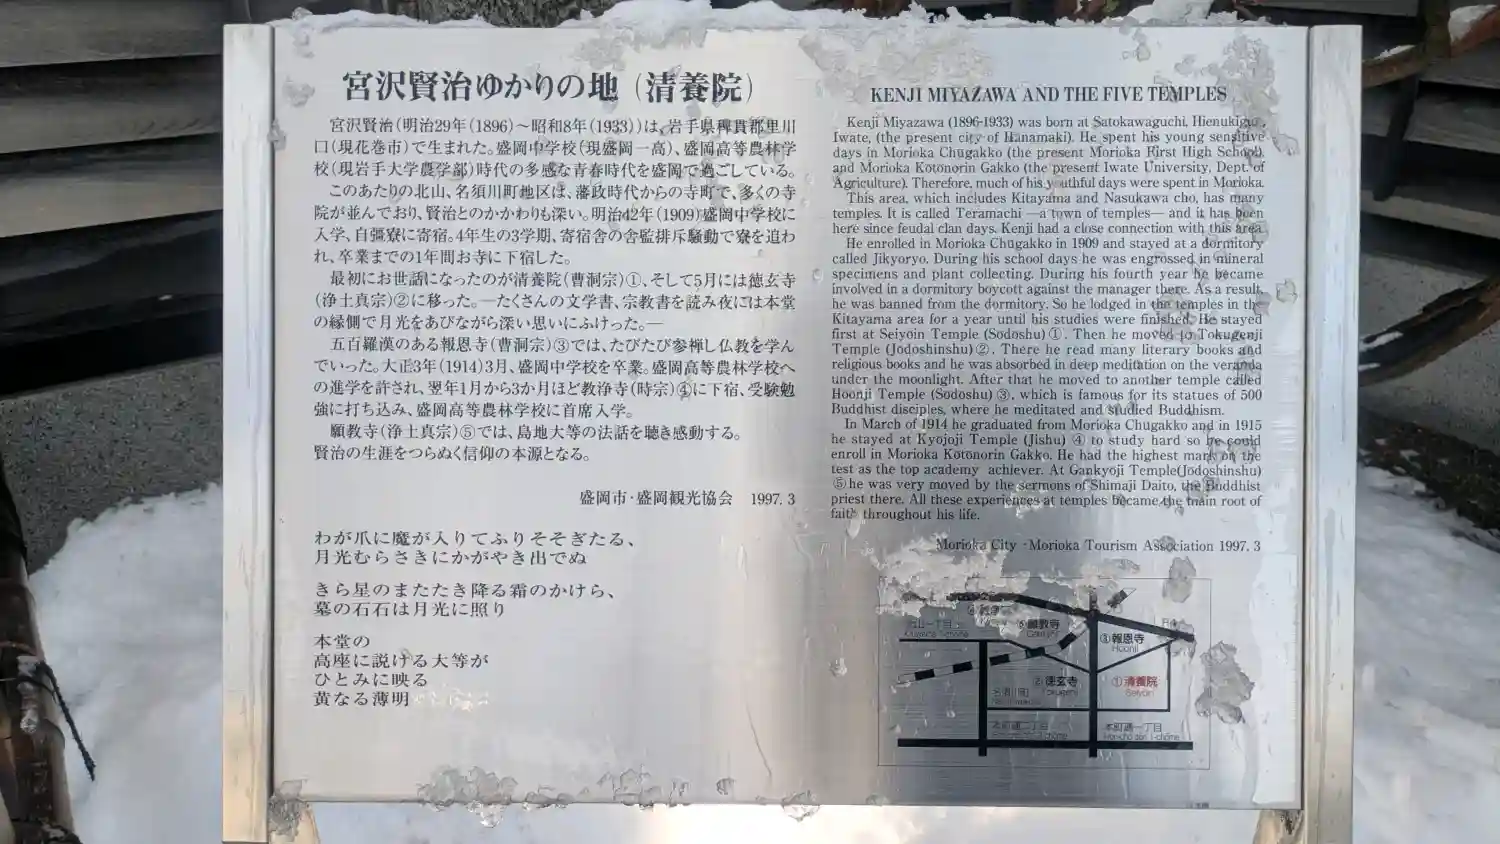 宮沢賢治ゆかりの地（清養院）
宮沢賢治（明治29年（1896）～昭和8年（1933））は、岩手県稗貫郡里川
口（現花巻市）で生まれた。盛岡中学校（現盛岡一高）、盛岡高等農林学
校（現岩手大学農学部）時代の多感な青春時代を盛岡で過ごしている。
このあたりの北山、名須川町地区は、藩政時代からの寺町で、多くの寺
院が並んでおり、賢治とのかかわりも深い。明治42年（1909）盛岡中学校に
入学、自彊寮に寄宿。4年生の3学期、寄宿舎の舎監排斥騒動で寮を追わ
れ、卒業までの1年間お寺に下宿した。
最初にお世話になったのが清養院（曹洞宗）①、そして5月には徳玄寺
（浄土真宗）②に移った。―たくさんの文学書、宗教書を読み夜には本堂
の縁側で月光をあびながら深い思いにふけった。―
五百羅漢のある報恩寺（曹洞宗）③では、たびたび参禅し仏教を学ん
でいった。大正3年（1914）3月、盛岡中学校を卒業。盛岡高等農林学校へ
の進学を許され、翌年1月から3か月ほど教浄寺（時宗）④に下宿、受験勉
強に打ち込み、盛岡高等農林学校に首席入学。
願教寺（浄土真宗）⑤では、島地大等の法話を聴き感動する。
賢治の生涯をつらぬく信仰の本源となる。
盛岡市・盛岡観光協会 1997. 3
わが爪に魔が入りてふりそそぎたる、
月光むらさきにかがやき出でぬ
きら星のまたたき降る霜のかけら、
墓の石石は月光に照り
本堂の
高座に説ける大等が
ひとみに映る
黄なる薄明
KENJI MIYAZAWA AND THE FIVE TEMPLES
Kenji Miyazawa (1896-1933) was born at Satokawaguchi, Hienukigun,
Iwate, (the present city of Hanamaki). He spent his young sensitive
days in Morioka Chugakko (the present Morioka First High School),
and Morioka Kotonorin Gakko (the present Iwate University, Dept. of
Agriculture). Therefore, much of his youthful days were spent in Morioka.
This area, which includes Kitayama and Nasukawa cho, has many
temples. It is called Teramachi —a town of temples— and it has been
here since feudal clan days. Kenji had a close connection with this area.
He enrolled in Morioka Chugakko in 1909 and stayed at a dormitory
called Jikyoryo. During his school days he was engrossed in mineral
specimens and plant collecting. During his fourth year he became
involved in a dormitory boycott against the manager there. As a result,
he was banned from the dormitory. So he lodged in the temples in the
Kitayama area for a year until his studies were finished. He stayed
first at Seiyoin Temple (Sodoshu) ①. Then he moved to Tokugenji
Temple (Jodoshinshu) ②. There he read many literary books and
religious books and he was absorbed in deep meditation on the veranda
under the moonlight. After that he moved to another temple called
Hoonji Temple (Sodoshu) ③, which is famous for its statues of 500
Buddhist disciples, where he meditated and studied Buddhism.
In March of 1914 he graduated from Morioka Chugakko and in 1915
he stayed at Kyojoji Temple (Jishu) ④ to study hard so he could
enroll in Morioka Kotonorin Gakko. He had the highest mark on the
test as the top academy achiever. At Gankyoji Temple(Jodoshinshu)
⑤ he was very moved by the sermons of Shimaji Daito, the Buddhist
priest there. All these experiences at temples became the main root of
faith throughout his life.
Morioka City ·Morioka Tourism Association 1997. 3
願教寺
③報恩寺
Hoonji
②徳玄寺
①清養院
Seiyoin
本町通二丁目
本町通一丁目